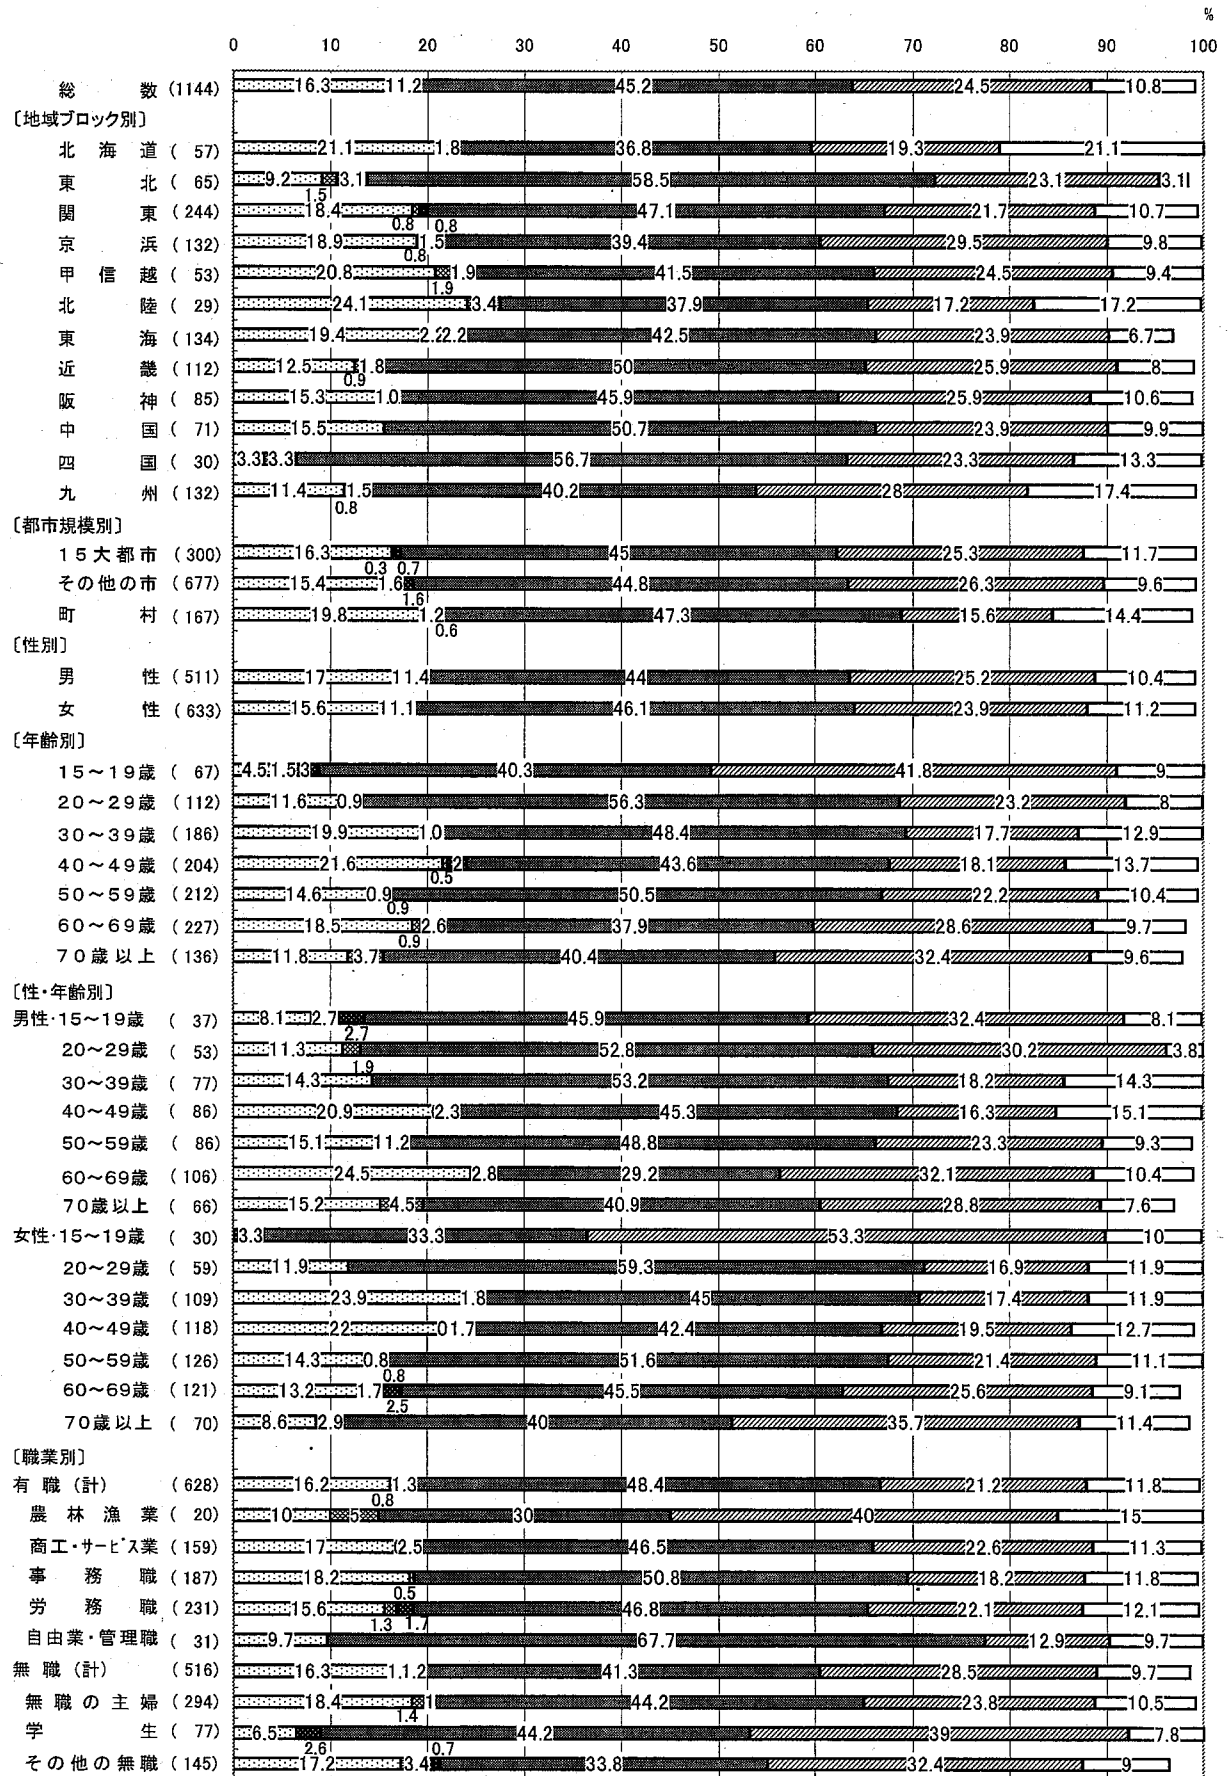 %
0 10 20 30 40 50 60 70 80 90 100
総 数 (1144) 16.3 11.2 45.2 24.5 10.8
〔地域ブロック別〕
北 海 道 ( 57) 21.1 1.8 36.8 19.3 21.1
東 北 ( 65) 9.2 3.1 58.5 23.1 3.1
1.5
関 東 (244) 18.4 47.1 21.7 10.7
0.8 0.8
京 浜 (132) 18.9 1.5 39.4 29.5 9.8
0.8
甲 信 越 ( 53) 20.8 1.9 41.5 24.5 9.4
1.9
北 陸 ( 29) 24.1 3.4 37.9 17.2 17.2
東 海 (134) 19.4 2.22.2 42.5 23.9 6.7
近 畿 (112) 12.5 1.8 50 25.9 8
0.9
阪 神 ( 85) 15.3 1.0 45.9 25.9 10.6
中 国 ( 71) 15.5 50.7 23.9 9.9
四 国 ( 30) 3.3 3.3 56.7 23.3 13.3
九 州 (132) 11.4 1.5 40.2 28 17.4
0.8
〔都市規模別〕
15大都市 (300) 16.3 45 25.3 11.7
0.3 0.7
その他の市 (677) 15.4 1.6 44.8 26.3 9.6
1.6
町 村 (167) 19.8 1.2 47.3 15.6 14.4
0.6
〔性別〕
男 性 (511) 17 11.4 44 25.2 10.4
女 性 (633) 15.6 11.1 46.1 23.9 11.2
〔年齢別〕
15～19歳 ( 67) 4.5 1.5 3 40.3 41.8 9
20～29歳 (112) 11.6 0.9 56.3 23.2 8
30～39歳 (186) 19.9 1.0 48.4 17.7 12.9
40～49歳 (204) 21.6 2 43.6 18.1 13.7
0.5
50～59歳 (212) 14.6 0.9 50.5 22.2 10.4
0.9
60～69歳 (227) 18.5 2.6 37.9 28.6 9.7
0.9
70歳以上 (136) 11.8 3.7 40.4 32.4 9.6
〔性・年齢別〕
男性・15～19歳 ( 37) 8.1 2.7 45.9 32.4 8.1
2.7
20～29歳 ( 53) 11.3 52.8 30.2 3.8
1.9
30～39歳 ( 77) 14.3 53.2 18.2 14.3
40～49歳 ( 86) 20.9 2.3 45.3 16.3 15.1
50～59歳 ( 86) 15.1 11.2 48.8 23.3 9.3
60～69歳 (106) 24.5 2.8 29.2 32.1 10.4
70歳以上 ( 66) 15.2 4.5 40.9 28.8 7.6
女性・15～19歳 ( 30) 3.3 33.3 53.3 10
20～29歳 ( 59) 11.9 59.3 16.9 11.9
30～39歳 (109) 23.9 1.8 45 17.4 11.9
40～49歳 (118) 22 01.7 42.4 19.5 12.7
50～59歳 (126) 14.3 0.8 51.6 21.4 11.1
0.8
60～69歳 (121) 13.2 1.7 45.5 25.6 9.1
2.5
70歳以上 ( 70) 8.6 2.9 40 35.7 11.4
〔職業別〕
有 職 (計) (628) 16.2 1.3 48.4 21.2 11.8
0.8
農 林 漁 業 ( 20) 10 5 30 40 15
商工・サービス業 (159) 17 2.5 46.5 22.6 11.3
事 務 職 (187) 18.2 50.8 18.2 11.8
0.5
労 務 職 (231) 15.6 46.8 22.1 12.1
1.3 1.7
自由業・管理職 ( 31) 9.7 67.7 12.9 9.7
無 職 (計) (516) 16.3 1.1.2 41.3 28.5 9.7
無 職 の 主 婦 (294) 18.4 1 44.2 23.8 10.5
1.4
学 生 ( 77) 6.5 44.2 39 7.8
2.6 0.7
その他の無職 (145) 17.2 3.4 33.8 32.4 9